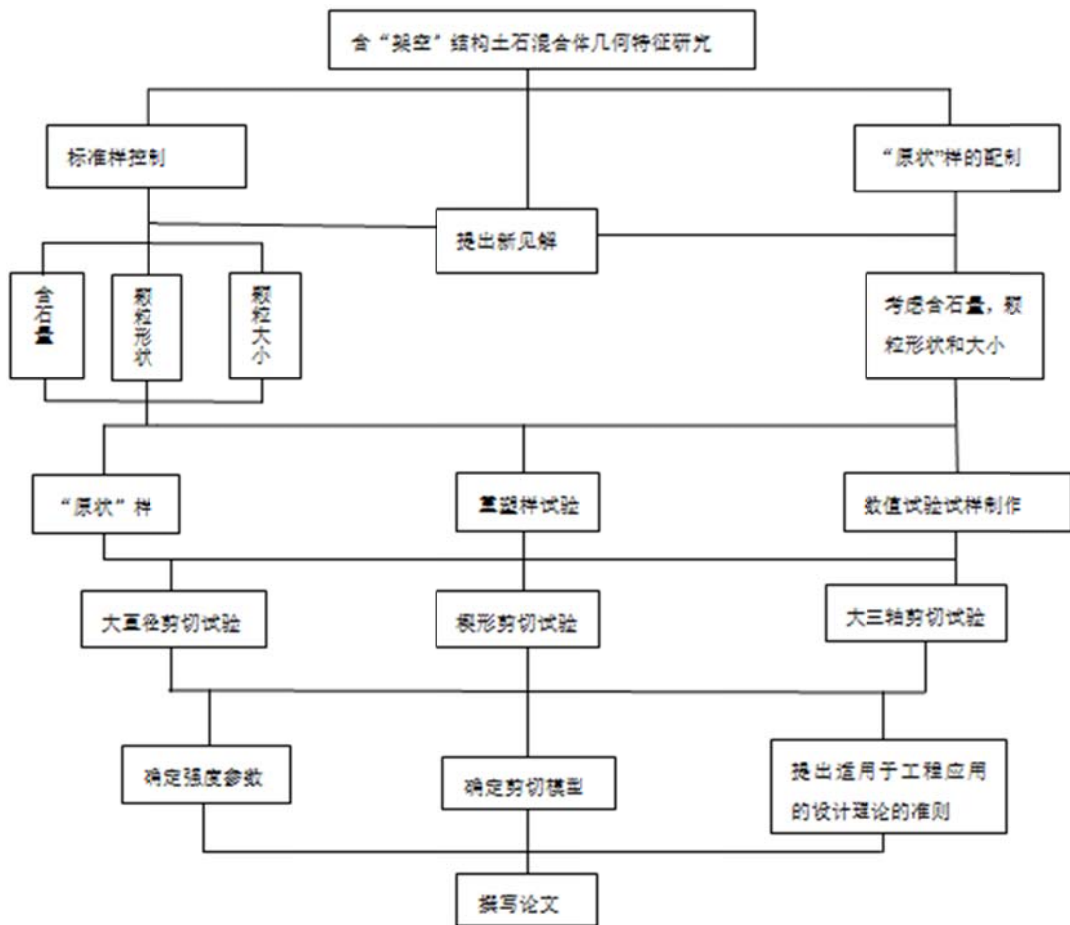 含“架空”结构土石混合体几何特征研究
标准样控制
“原状”样的配制
提出新见解
含石量
颗粒形状
颗粒大小
考虑含石量，颗
粒形状和大小
“原状”样
重塑样试验
数值试验试样制作
大直径剪切试验
楔形剪切试验
大三轴剪切试验
确定强度参数
确定剪切模型
提出适用于工程应用
的设计理论的准则
撰写论文